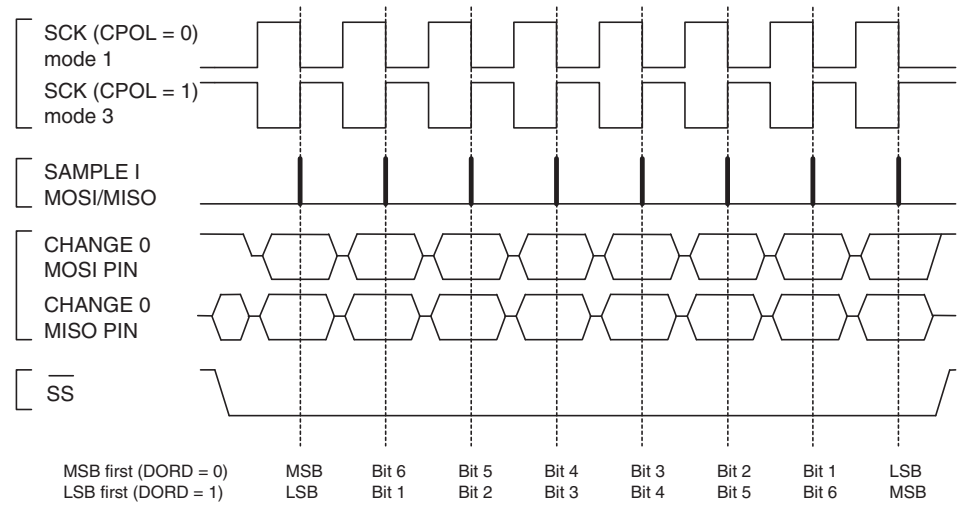 SCK (CPOL = 0)
mode 1
SCK (CPOL = 1)
mode 3
SAMPLE I
MOSI/MISO
CHANGE 0
MOSI PIN
CHANGE 0
MISO PIN
SS
MSB first (DORD = 0) MSB Bit 6 Bit 5 Bit 4 Bit 3 Bit 2 Bit 1 LSB
LSB first (DORD = 1) LSB Bit 1 Bit 2 Bit 3 Bit 4 Bit 5 Bit 6 MSB